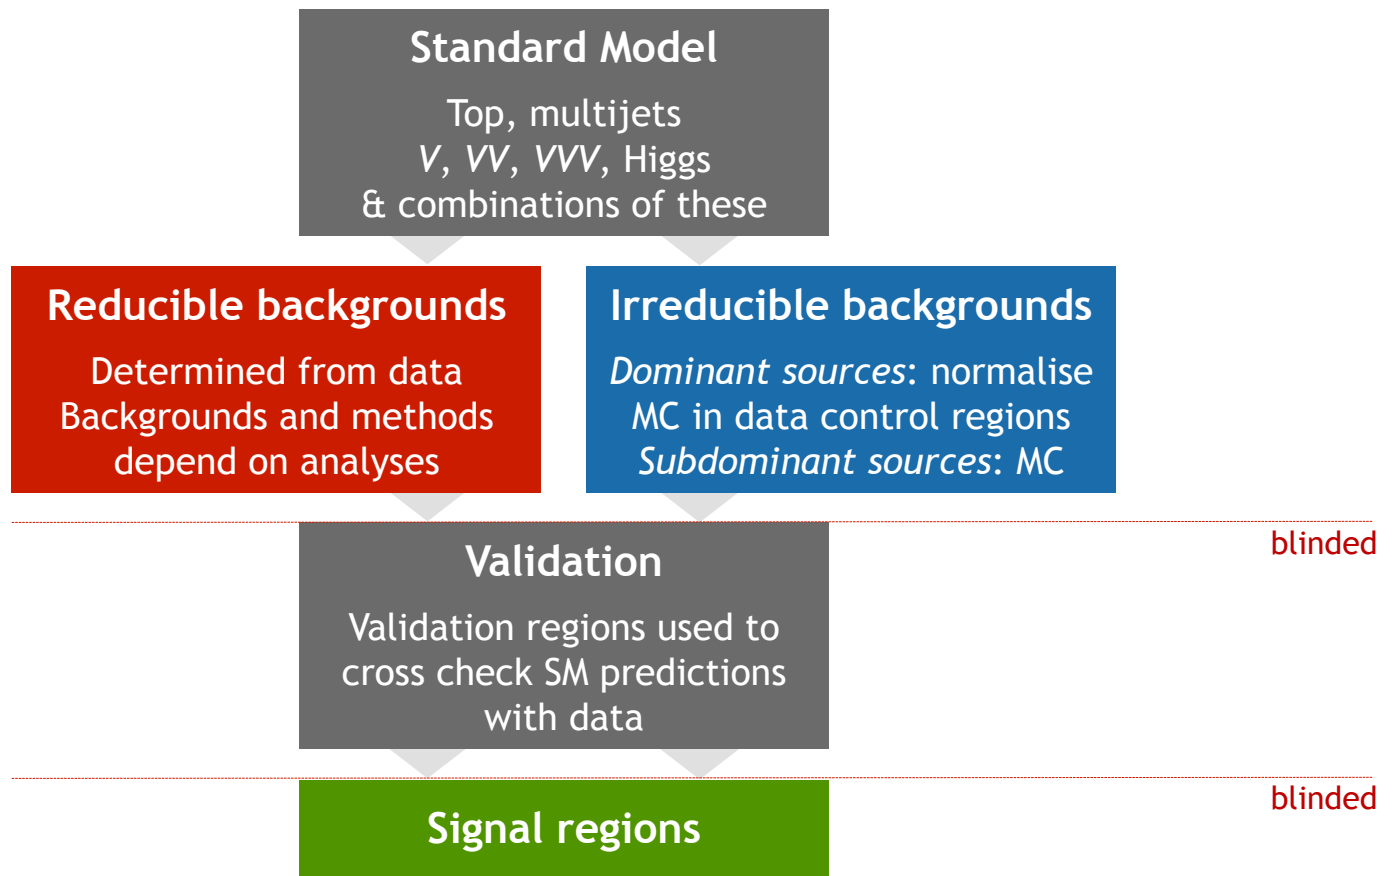 Standard Model
Top, multijets
V, VV, VVV, Higgs
& combinations of these
Reducible backgrounds
Determined from data
Backgrounds and methods
depend on analyses
Irreducible backgrounds
Dominant sources: normalise
MC in data control regions
Subdominant sources: MC
blinded
Validation
Validation regions used to
cross check SM predictions
with data
blinded
Signal regions